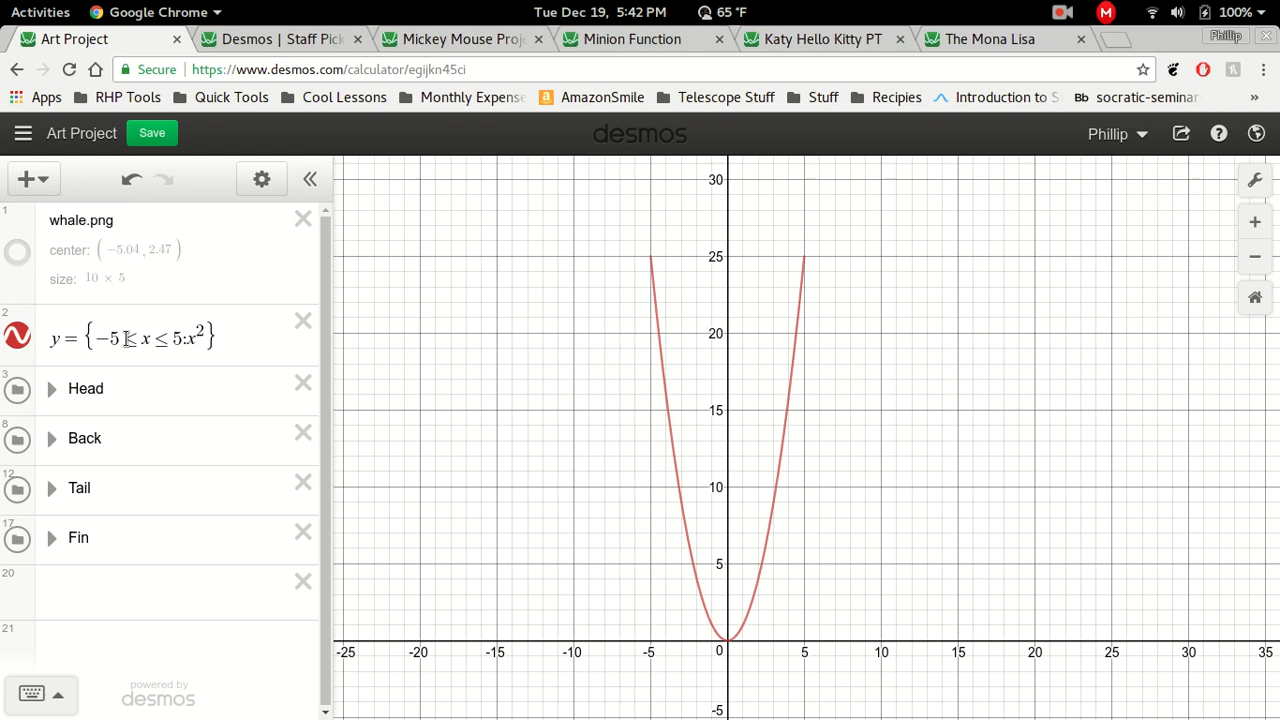 Activities Google Chrome Tue Dec 19, 5:42 PM 65 °F M 100%
Art Project Desmos | Staff Pick Mickey Mouse Proj Minion Function Katy Hello Kitty PT The Mona Lisa Phillip
Secure https://www.desmos.com/calculator/egijkn45ci
Apps RHP Tools Quick Tools Cool Lessons Monthly Expense AmazonSmile Telescope Stuff Stuff Recipies Introduction to S Bb socratic-seminar »
Art Project Save desmos Phillip
1
whale.png
center: (−5.04, 2.47)
size: 10 × 5
2
y = {−5 ≤ x ≤ 5:x²}
3
Head
8
Back
12
Tail
17
Fin
20
21
powered by
desmos
30
25
20
15
10
5
-25 -20 -15 -10 -5 0 5 10 15 20 25 30 35
-5